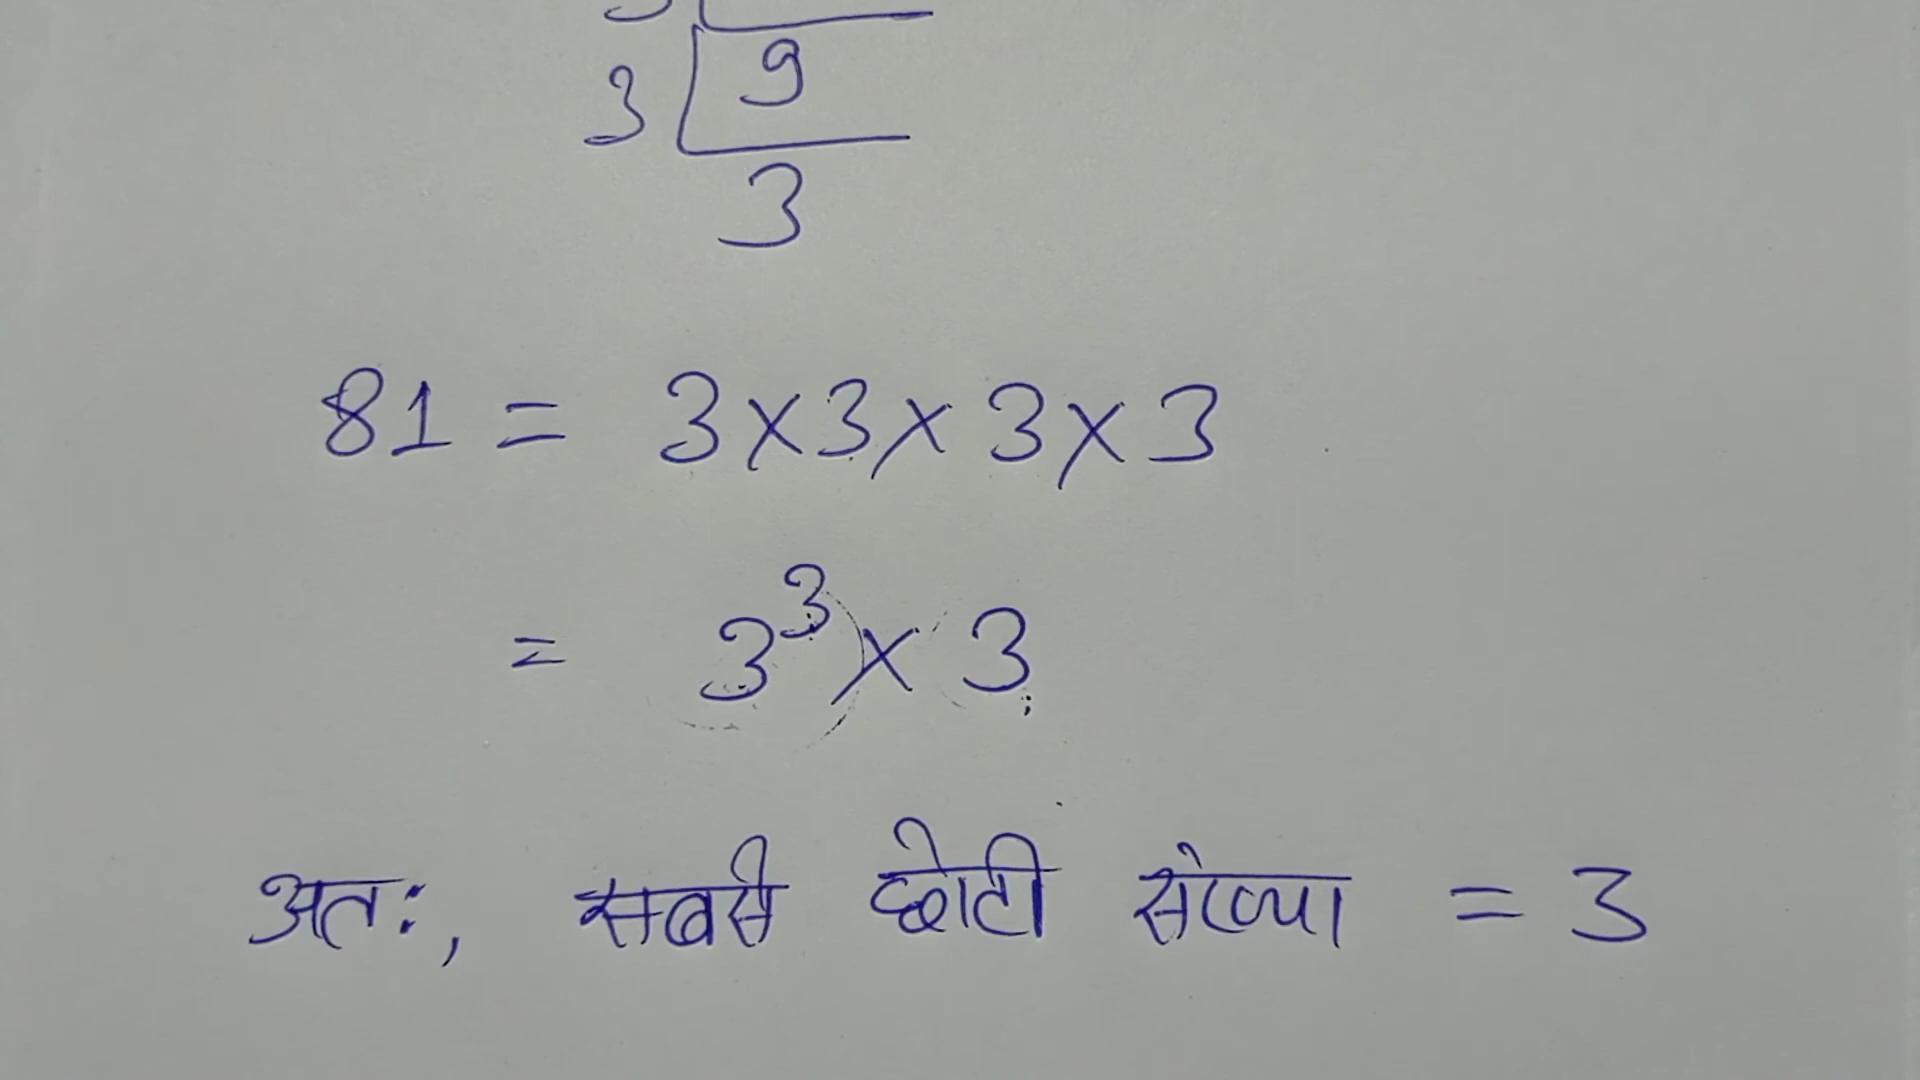 3 9
3
81 = 3×3×3×3
= 3³×3
अतः, सबसे छोटी संख्या = 3